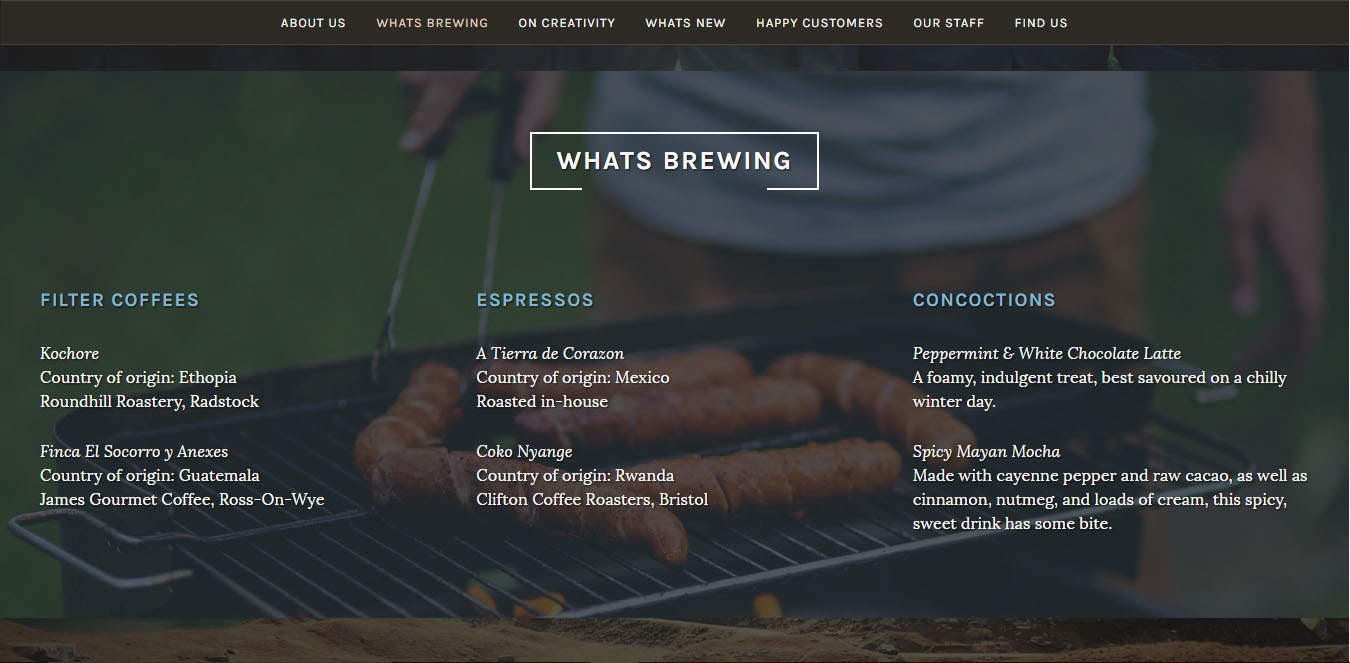 ABOUT US WHATS BREWING ON CREATIVITY WHATS NEW HAPPY CUSTOMERS OUR STAFF FIND US
WHATS BREWING
FILTER COFFEES
Kochore
Country of origin: Ethopia
Roundhill Roastery, Radstock
Finca El Socorro y Anexes
Country of origin: Guatemala
James Gourmet Coffee, Ross-On-Wye
ESPRESSOS
A Tierra de Corazon
Country of origin: Mexico
Roasted in-house
Coko Nyange
Country of origin: Rwanda
Clifton Coffee Roasters, Bristol
CONCOCTIONS
Peppermint & White Chocolate Latte
A foamy, indulgent treat, best savoured on a chilly
winter day.
Spicy Mayan Mocha
Made with cayenne pepper and raw cacao, as well as
cinnamon, nutmeg, and loads of cream, this spicy,
sweet drink has some bite.